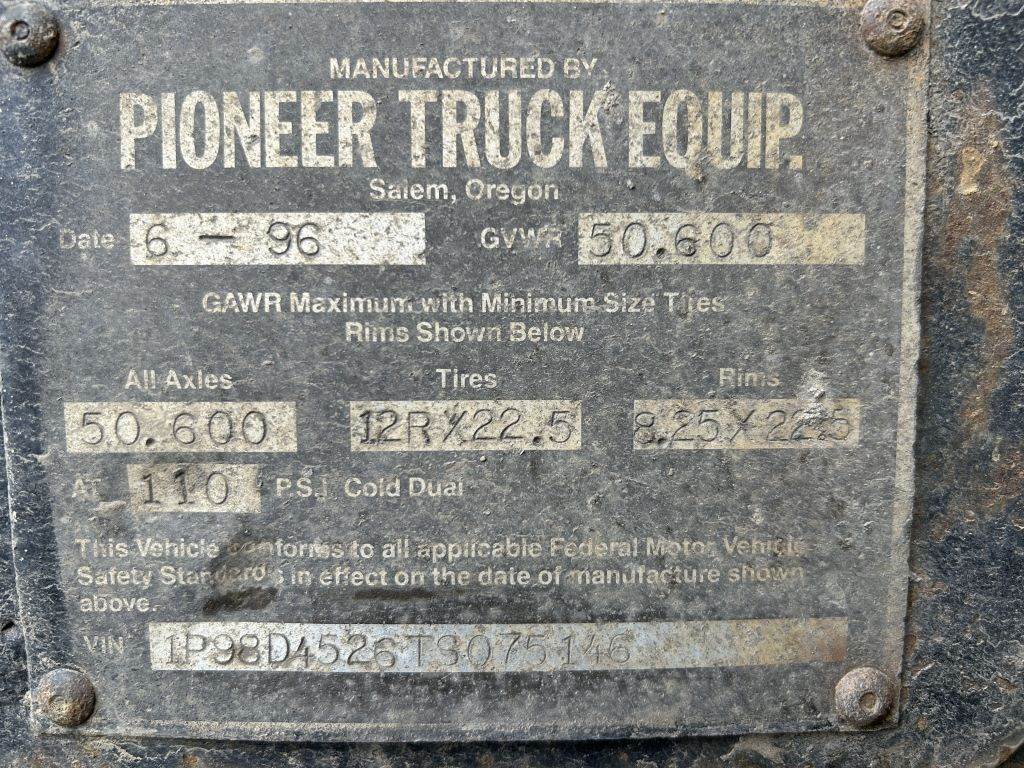 MANUFACTURED BY
PIONEER TRUCK EQUIP.
Salem, Oregon
Date 6 - 96 GVWR 50.600
GAWR Maximum with Minimum Size Tires
Rims Shown Below
All Axles Tires Rims
50.600 12R X22.5 8.25X22.5
AT 110 P.S.I Cold Dual
This Vehicle conforms to all applicable Federal Motor Vehicle
Safety Standards in effect on the date of manufacture shown
above.
VIN 1P98D4526TS075146